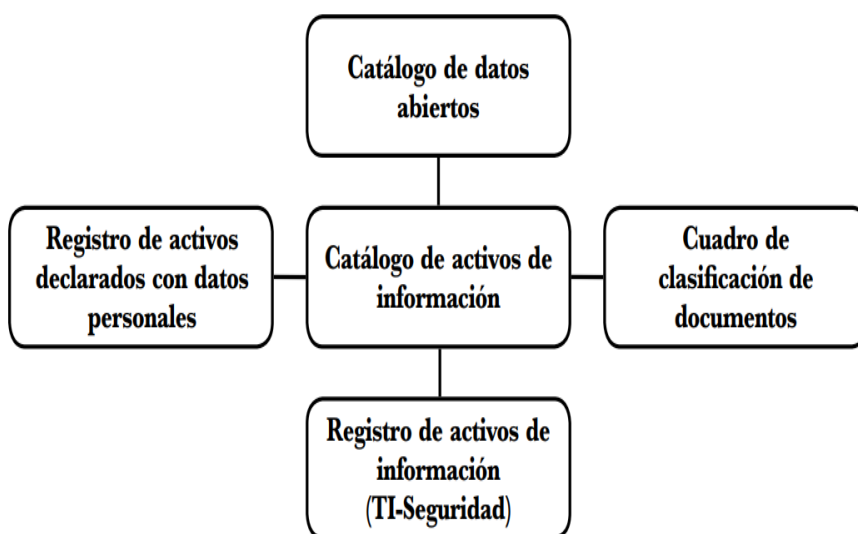 Catálogo de datos
abiertos
Registro de activos
declarados con datos
personales
Catálogo de activos de
información
Cuadro de
clasificación de
documentos
Registro de activos de
información
(TI-Seguridad)